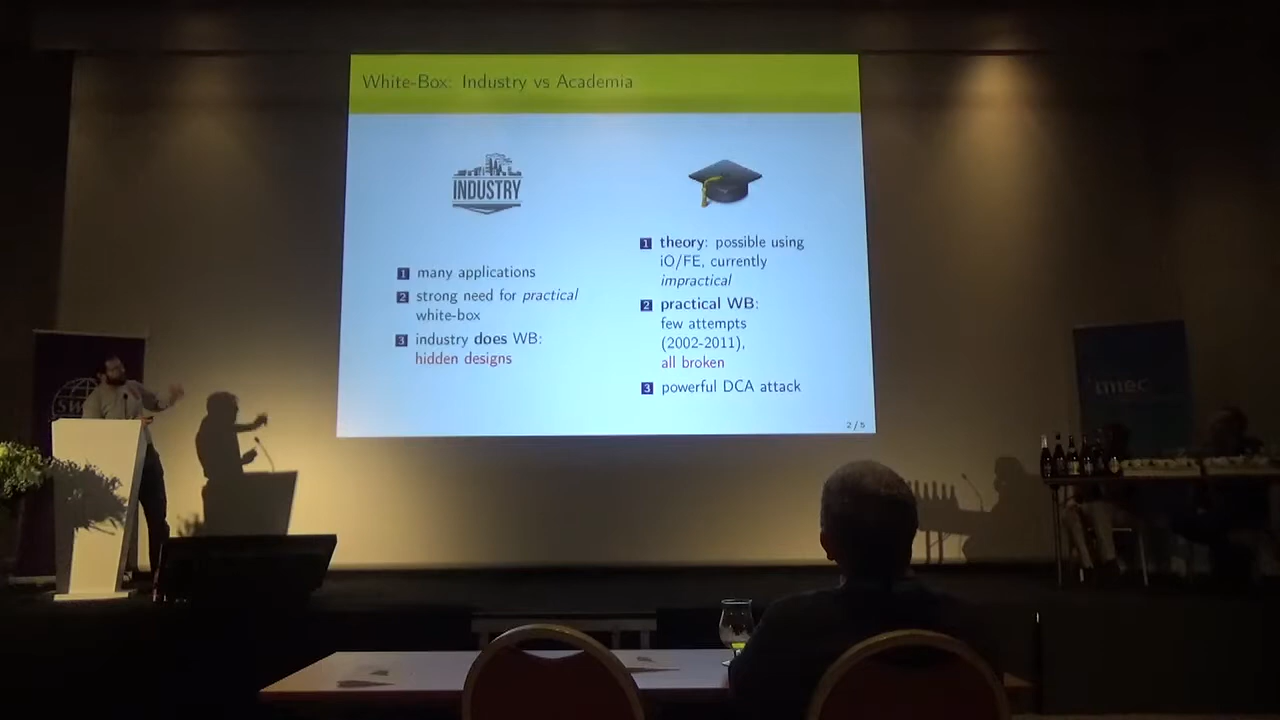 White-Box: Industry vs Academia
INDUSTRY
1 many applications
2 strong need for practical
white-box
3 industry does WB:
hidden designs
1 theory: possible using
iO/FE, currently
impractical
2 practical WB:
few attempts
(2002-2011),
all broken
3 powerful DCA attack
2/5